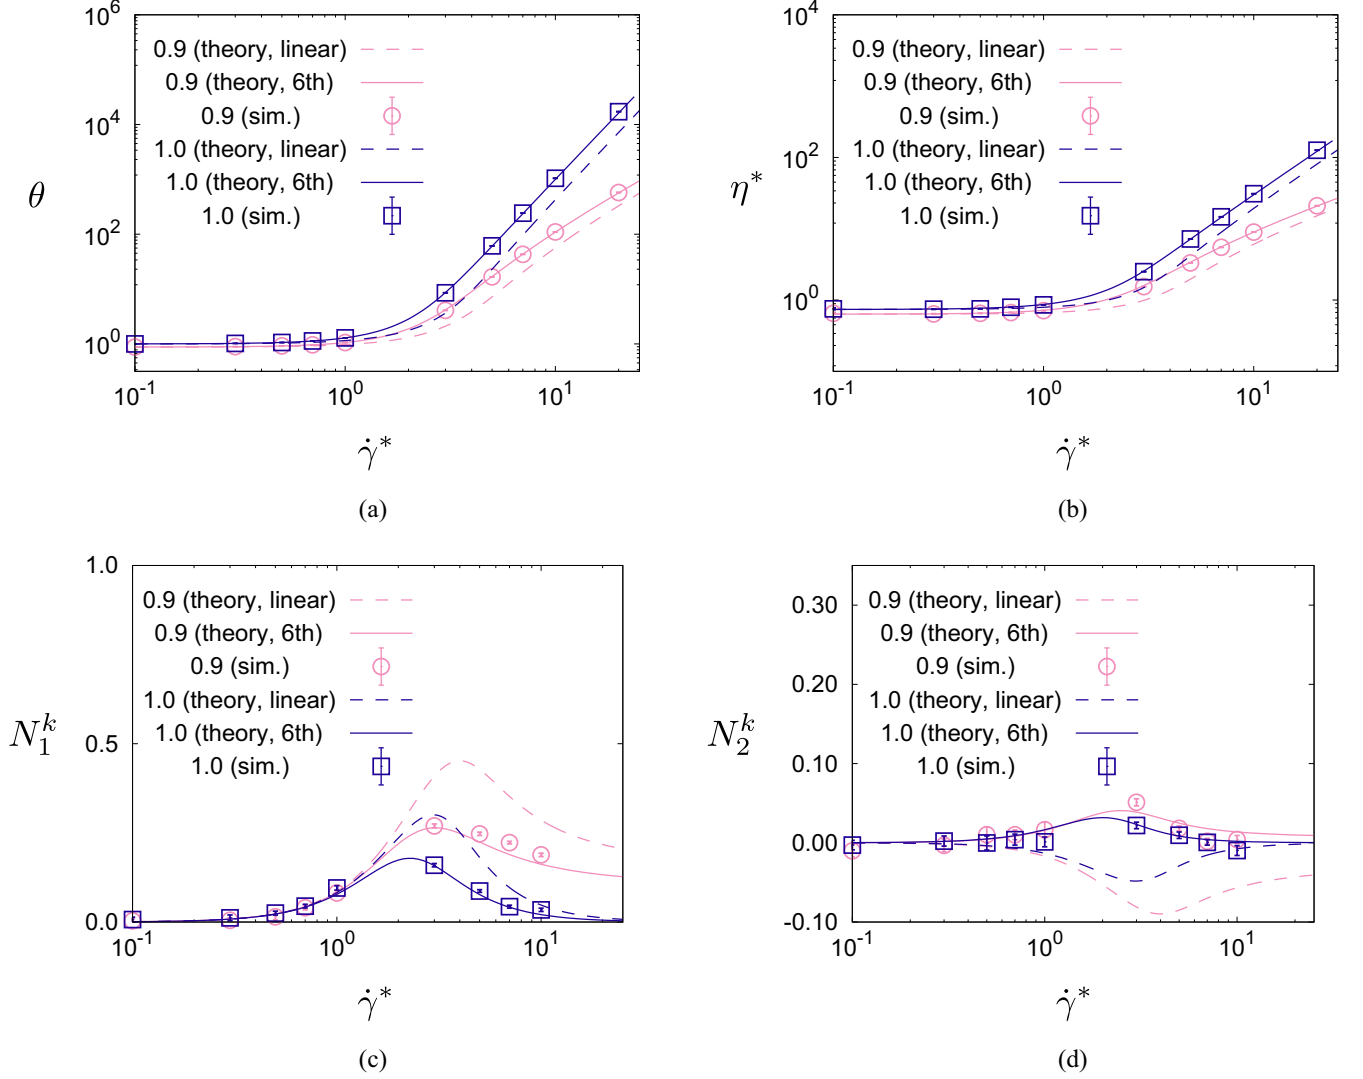 10^6
0.9 (theory, linear)
0.9 (theory, 6th)
0.9 (sim.)
10^4
1.0 (theory, linear)
1.0 (theory, 6th)
1.0 (sim.)
θ
10^2
10^0
10^-1 10^0 10^1
γ̇*
(a)
10^4
0.9 (theory, linear)
0.9 (theory, 6th)
0.9 (sim.)
1.0 (theory, linear)
10^2
1.0 (theory, 6th)
1.0 (sim.)
η*
10^0
10^-1 10^0 10^1
γ̇*
(b)
1.0
0.9 (theory, linear)
0.9 (theory, 6th)
0.9 (sim.)
1.0 (theory, linear)
1.0 (theory, 6th)
1.0 (sim.)
N_1^k
0.5
0.0
10^-1 10^0 10^1
γ̇*
(c)
0.30
0.9 (theory, linear)
0.9 (theory, 6th)
0.9 (sim.)
0.20
1.0 (theory, linear)
1.0 (theory, 6th)
1.0 (sim.)
N_2^k
0.10
0.00
-0.10
10^-1 10^0 10^1
γ̇*
(d)